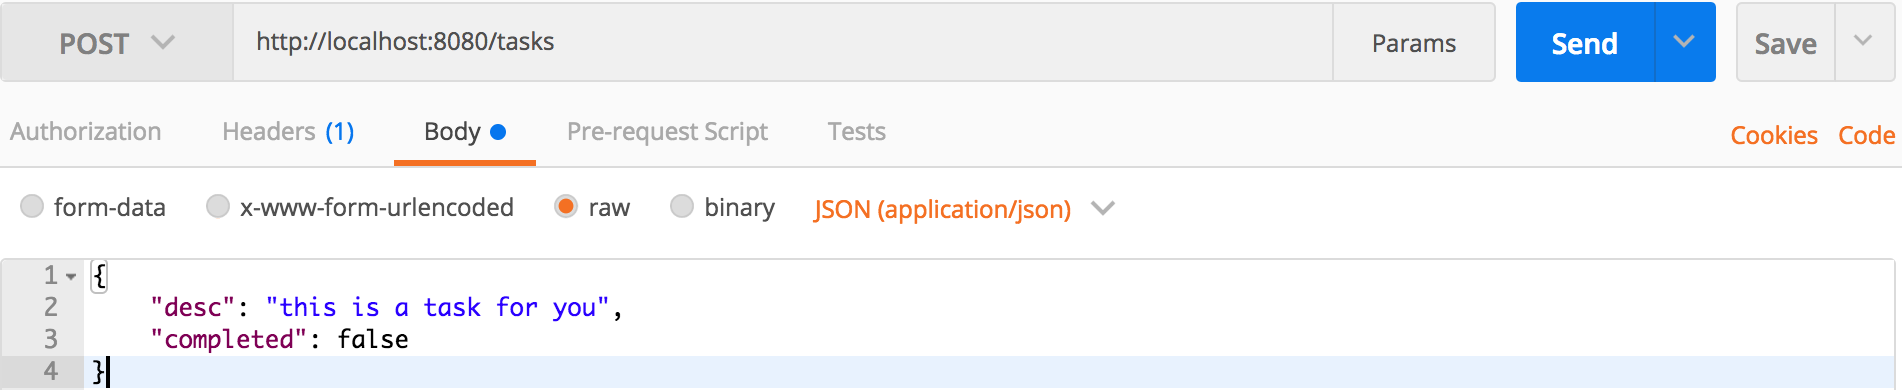 POST http://localhost:8080/tasks Params Send Save
Authorization Headers (1) Body Pre-request Script Tests Cookies Code
form-data x-www-form-urlencoded raw binary JSON (application/json)
1 {
2 "desc": "this is a task for you",
3 "completed": false
4 }